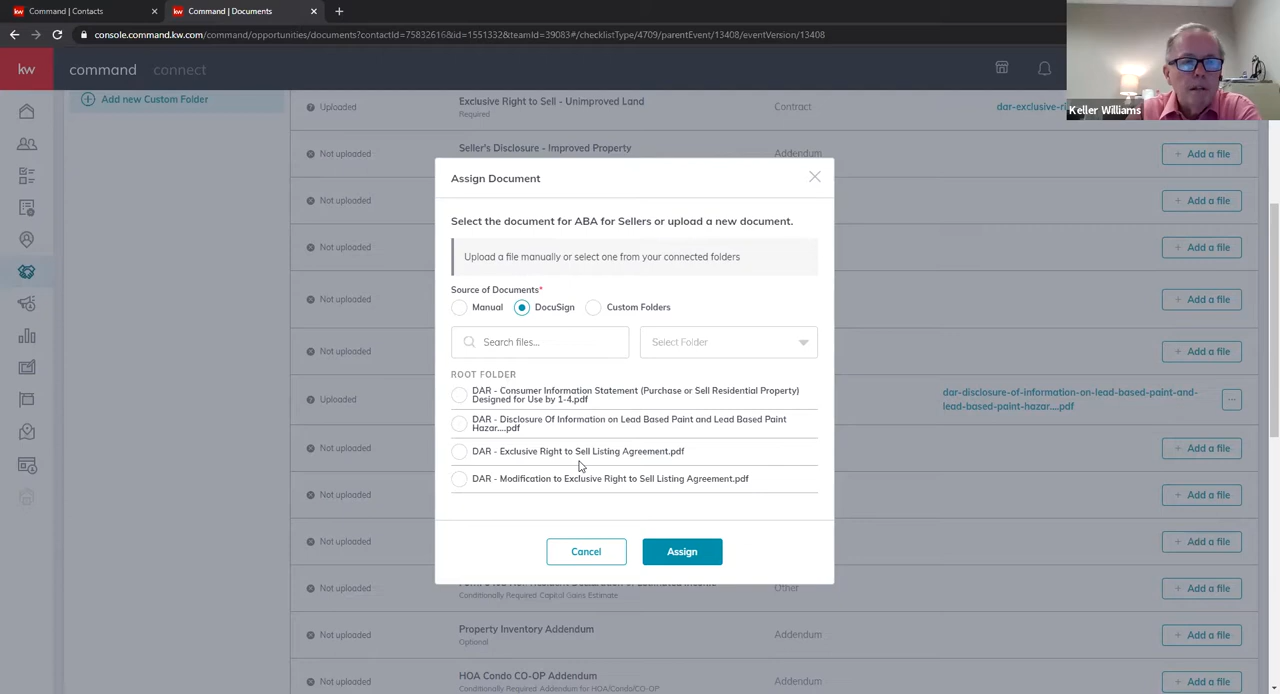 Command | Contacts
Command | Documents
console.command.kw.com/command/opportunities/documents?contactId=75832616&id=1551332&teamId=39083#/checklistType/4709/parentEvent/13408/eventVersion/13408
kw
command connect
Keller Williams
Add new Custom Folder
Uploaded
Exclusive Right to Sell - Unimproved Land
Required
Contract
dar-exclusive-ri
Not uploaded
Seller's Disclosure - Improved Property
Addendum
+ Add a file
Not uploaded
+ Add a file
Not uploaded
+ Add a file
Not uploaded
+ Add a file
Not uploaded
+ Add a file
Uploaded
dar-disclosure-of-information-on-lead-based-paint-and-
lead-based-paint-hazar....pdf
Not uploaded
+ Add a file
Not uploaded
+ Add a file
Not uploaded
+ Add a file
Not uploaded
Conditionally Required Capital Gains Estimate
Other
+ Add a file
Not uploaded
Property Inventory Addendum
Optional
Addendum
+ Add a file
Not uploaded
HOA Condo CO-OP Addendum
Conditionally Required Addendum for HOA/Condo/CO-OP
Addendum
+ Add a file
Assign Document
Select the document for ABA for Sellers or upload a new document.
Upload a file manually or select one from your connected folders
Source of Documents*
Manual DocuSign Custom Folders
Search files... Select Folder
ROOT FOLDER
DAR - Consumer Information Statement (Purchase or Sell Residential Property)
Designed for Use by 1-4.pdf
DAR - Disclosure Of Information on Lead Based Paint and Lead Based Paint
Hazar....pdf
DAR - Exclusive Right to Sell Listing Agreement.pdf
DAR - Modification to Exclusive Right to Sell Listing Agreement.pdf
Cancel Assign